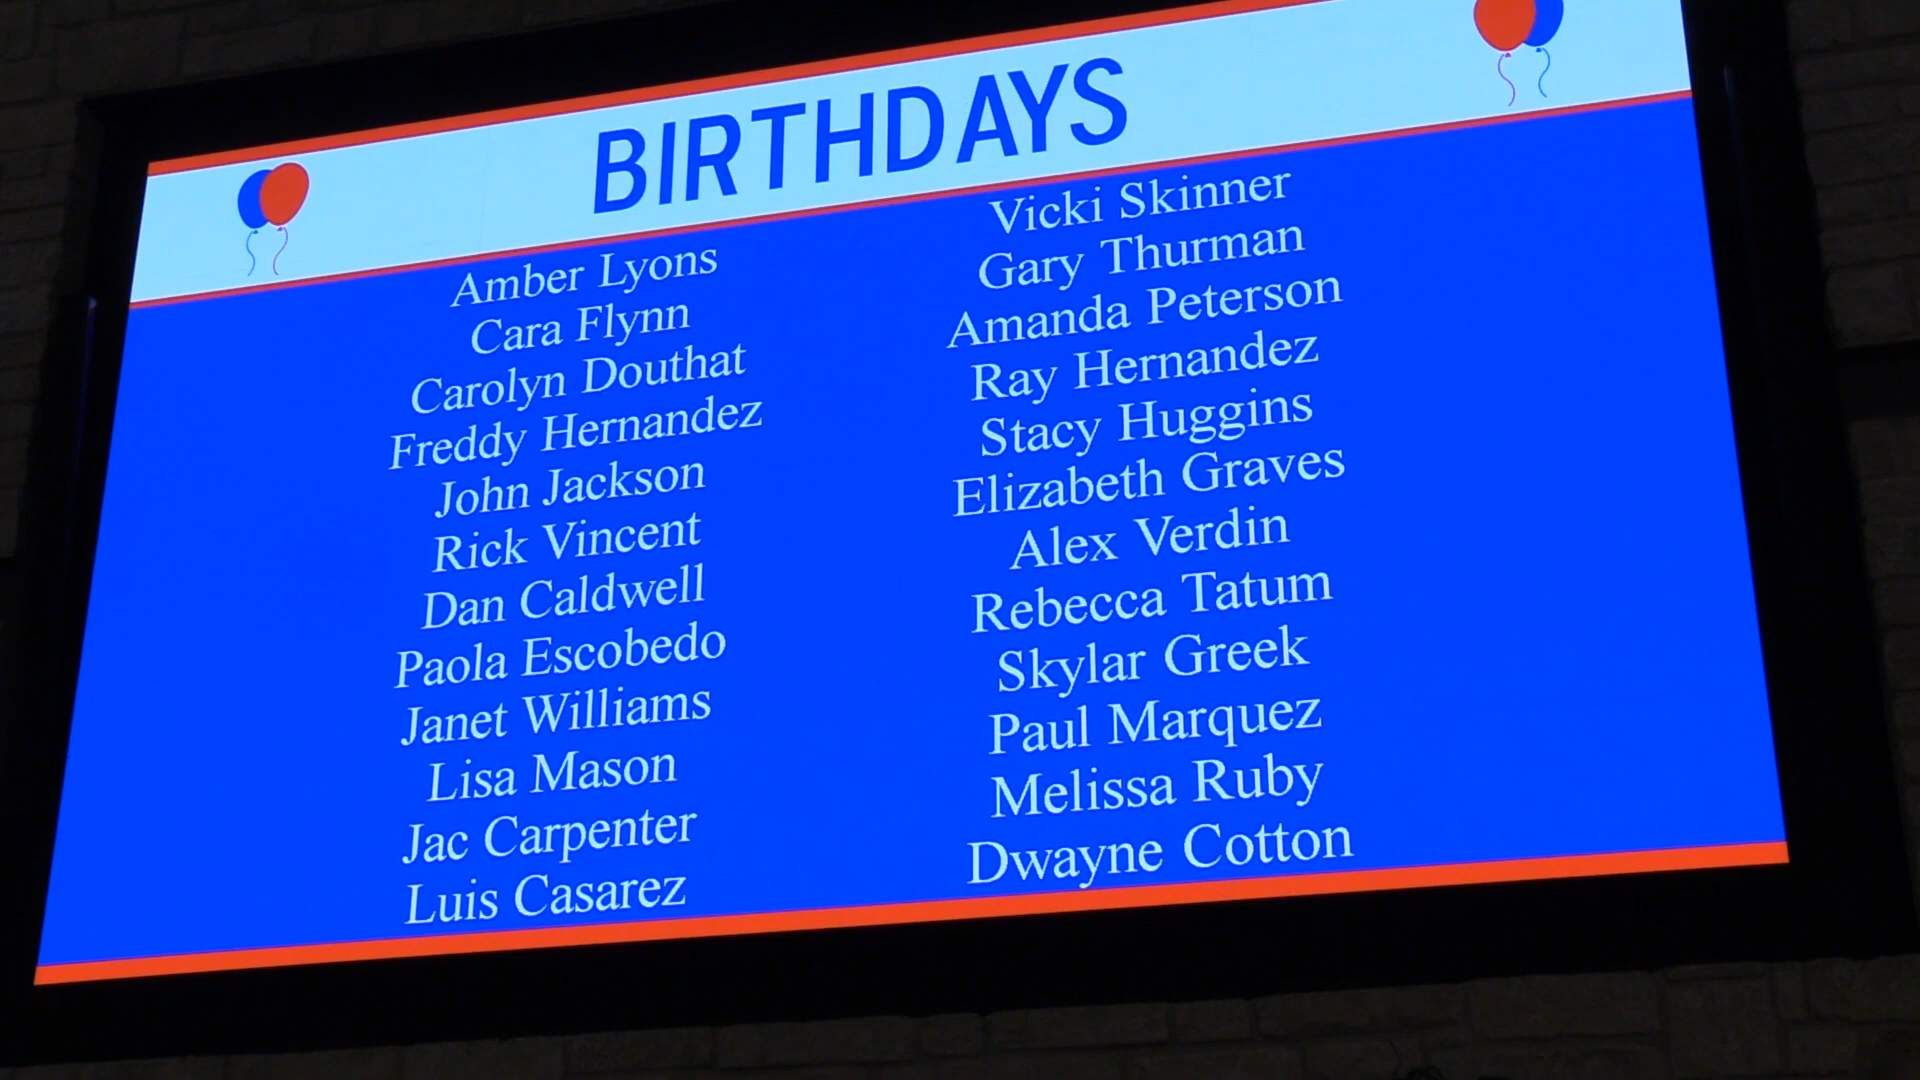 BIRTHDAYS
Amber Lyons
Cara Flynn
Carolyn Douthat
Freddy Hernandez
John Jackson
Rick Vincent
Dan Caldwell
Paola Escobedo
Janet Williams
Lisa Mason
Jac Carpenter
Luis Casarez
Vicki Skinner
Gary Thurman
Amanda Peterson
Ray Hernandez
Stacy Huggins
Elizabeth Graves
Alex Verdin
Rebecca Tatum
Skylar Greek
Paul Marquez
Melissa Ruby
Dwayne Cotton